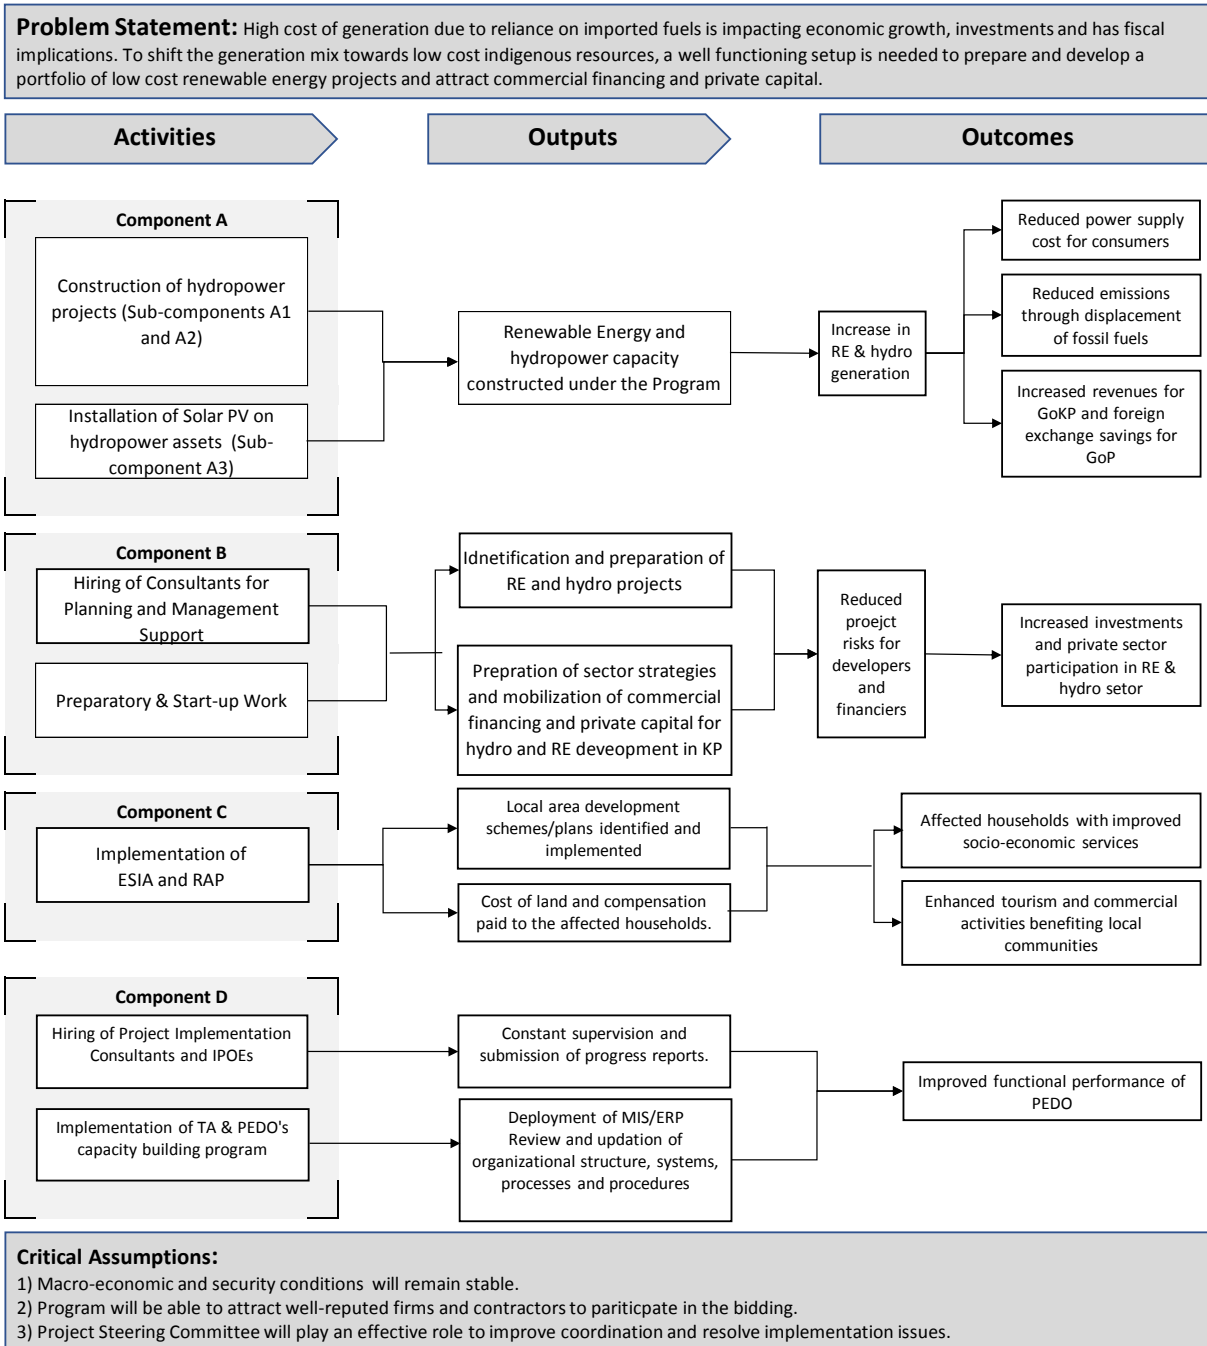 Problem Statement: High cost of generation due to reliance on imported fuels is impacting economic growth, investments and has fiscal
implications. To shift the generation mix towards low cost indigenous resources, a well functioning setup is needed to prepare and develop a
portfolio of low cost renewable energy projects and attract commercial financing and private capital.
Activities
Outputs
Outcomes
Component A
Construction of hydropower
projects (Sub-components A1
and A2)
Installation of Solar PV on
hydropower assets (Sub-
component A3)
Renewable Energy and
hydropower capacity
constructed under the Program
Increase in
RE & hydro
generation
Reduced power supply
cost for consumers
Reduced emissions
through displacement
of fossil fuels
Increased revenues for
GoKP and foreign
exchange savings for
GoP
Component B
Hiring of Consultants for
Planning and Management
Support
Preparatory & Start-up Work
Idnetification and preparation of
RE and hydro projects
Prepration of sector strategies
and mobilization of commercial
financing and private capital for
hydro and RE deveopment in KP
Reduced
proejct
risks for
developers
and
financiers
Increased investments
and private sector
participation in RE &
hydro setor
Component C
Implementation of
ESIA and RAP
Local area development
schemes/plans identified and
implemented
Cost of land and compensation
paid to the affected households.
Affected households with improved
socio-economic services
Enhanced tourism and commercial
activities benefiting local
communities
Component D
Hiring of Project Implementation
Consultants and IPOEs
Implementation of TA & PEDO's
capacity building program
Constant supervision and
submission of progress reports.
Deployment of MIS/ERP
Review and updation of
organizational structure, systems,
processes and procedures
Improved functional performance of
PEDO
Critical Assumptions:
1) Macro-economic and security conditions will remain stable.
2) Program will be able to attract well-reputed firms and contractors to pariticpate in the bidding.
3) Project Steering Committee will play an effective role to improve coordination and resolve implementation issues.